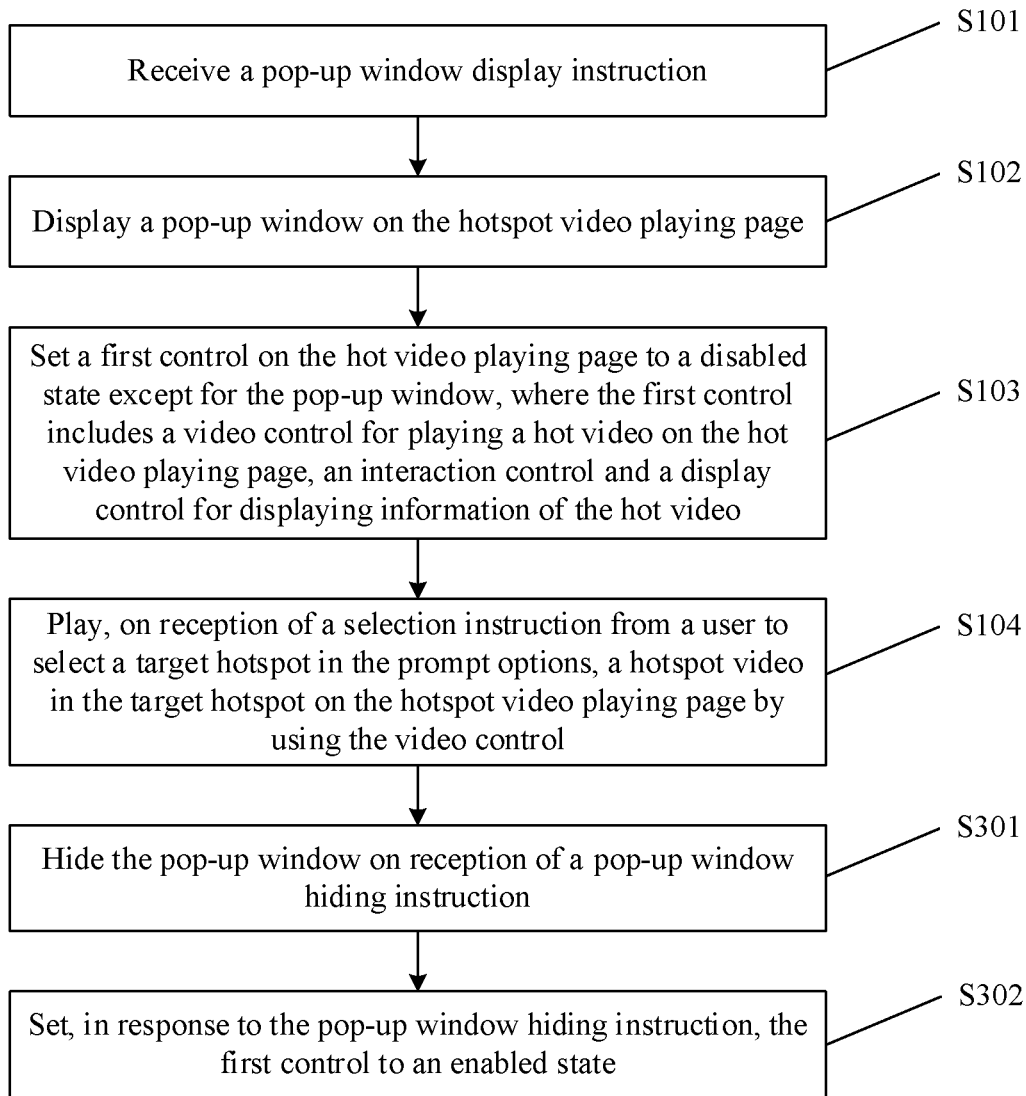 S101
Receive a pop-up window display instruction
S102
Display a pop-up window on the hotspot video playing page
Set a first control on the hot video playing page to a disabled
state except for the pop-up window, where the first control
includes a video control for playing a hot video on the hot
video playing page, an interaction control and a display
control for displaying information of the hot video
S103
Play, on reception of a selection instruction from a user to
select a target hotspot in the prompt options, a hotspot video
in the target hotspot on the hotspot video playing page by
using the video control
S104
Hide the pop-up window on reception of a pop-up window
hiding instruction
S301
Set, in response to the pop-up window hiding instruction, the
first control to an enabled state
S302